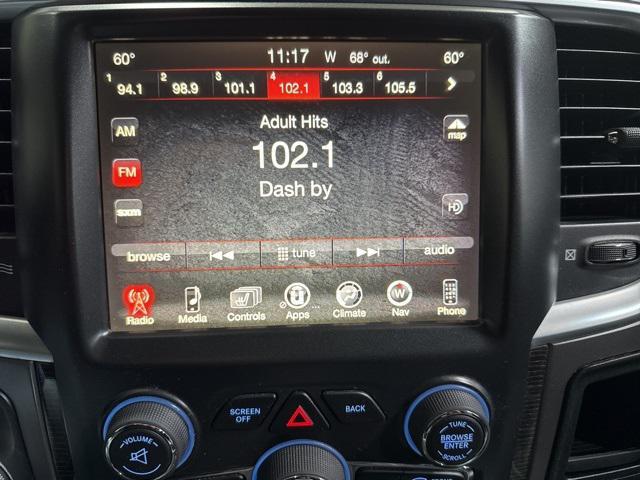 60° 11:17 W 68° out. 60°
1 94.1 2 98.9 3 101.1 4 102.1 5 103.3 6 105.5
AM Adult Hits map
FM 102.1
sxm Dash by HD
browse tune audio
Radio Media Controls Apps Climate Nav Phone
W
SCREEN OFF BACK
VOLUME
TUNE
BROWSE
ENTER
SCROLL